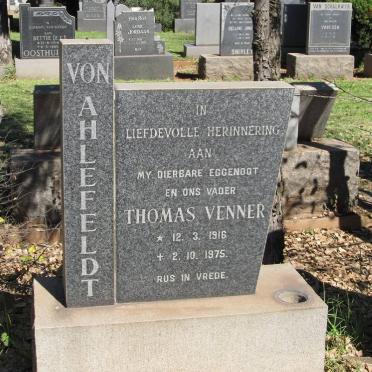 VON
AHLEFELDT
IN
LIEFDEVOLLE HERINNERING
AAN
MY DIERBARE EGGENOOT
EN ONS VADER
THOMAS VENNER
* 12. 3. 1916
+ 2. 10. 1975.
RUS IN VREDE.
JORDAAN